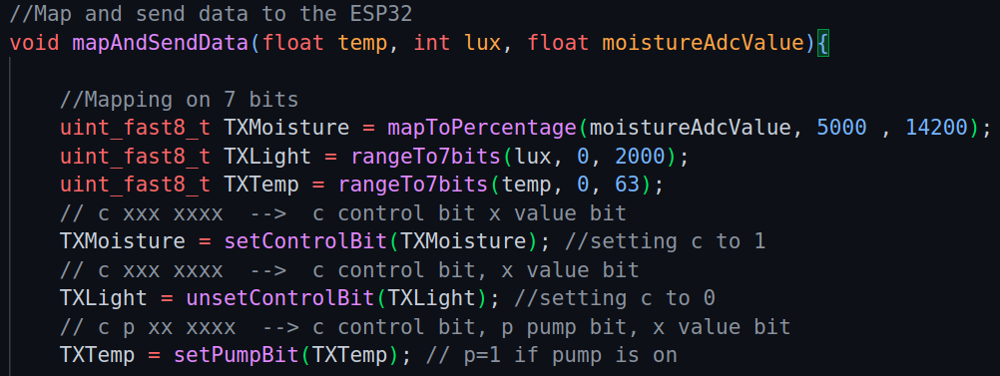 //Map and send data to the ESP32
void mapAndSendData(float temp, int lux, float moistureAdcValue){
//Mapping on 7 bits
uint_fast8_t TXMoisture = mapToPercentage(moistureAdcValue, 5000 , 14200);
uint_fast8_t TXLight = rangeTo7bits(lux, 0, 2000);
uint_fast8_t TXTemp = rangeTo7bits(temp, 0, 63);
// c xxx xxxx  -->  c control bit x value bit
TXMoisture = setControlBit(TXMoisture); //setting c to 1
// c xxx xxxx  -->  c control bit, x value bit
TXLight = unsetControlBit(TXLight); //setting c to 0
// c p xx xxxx  --> c control bit, p pump bit, x value bit
TXTemp = setPumpBit(TXTemp); // p=1 if pump is on